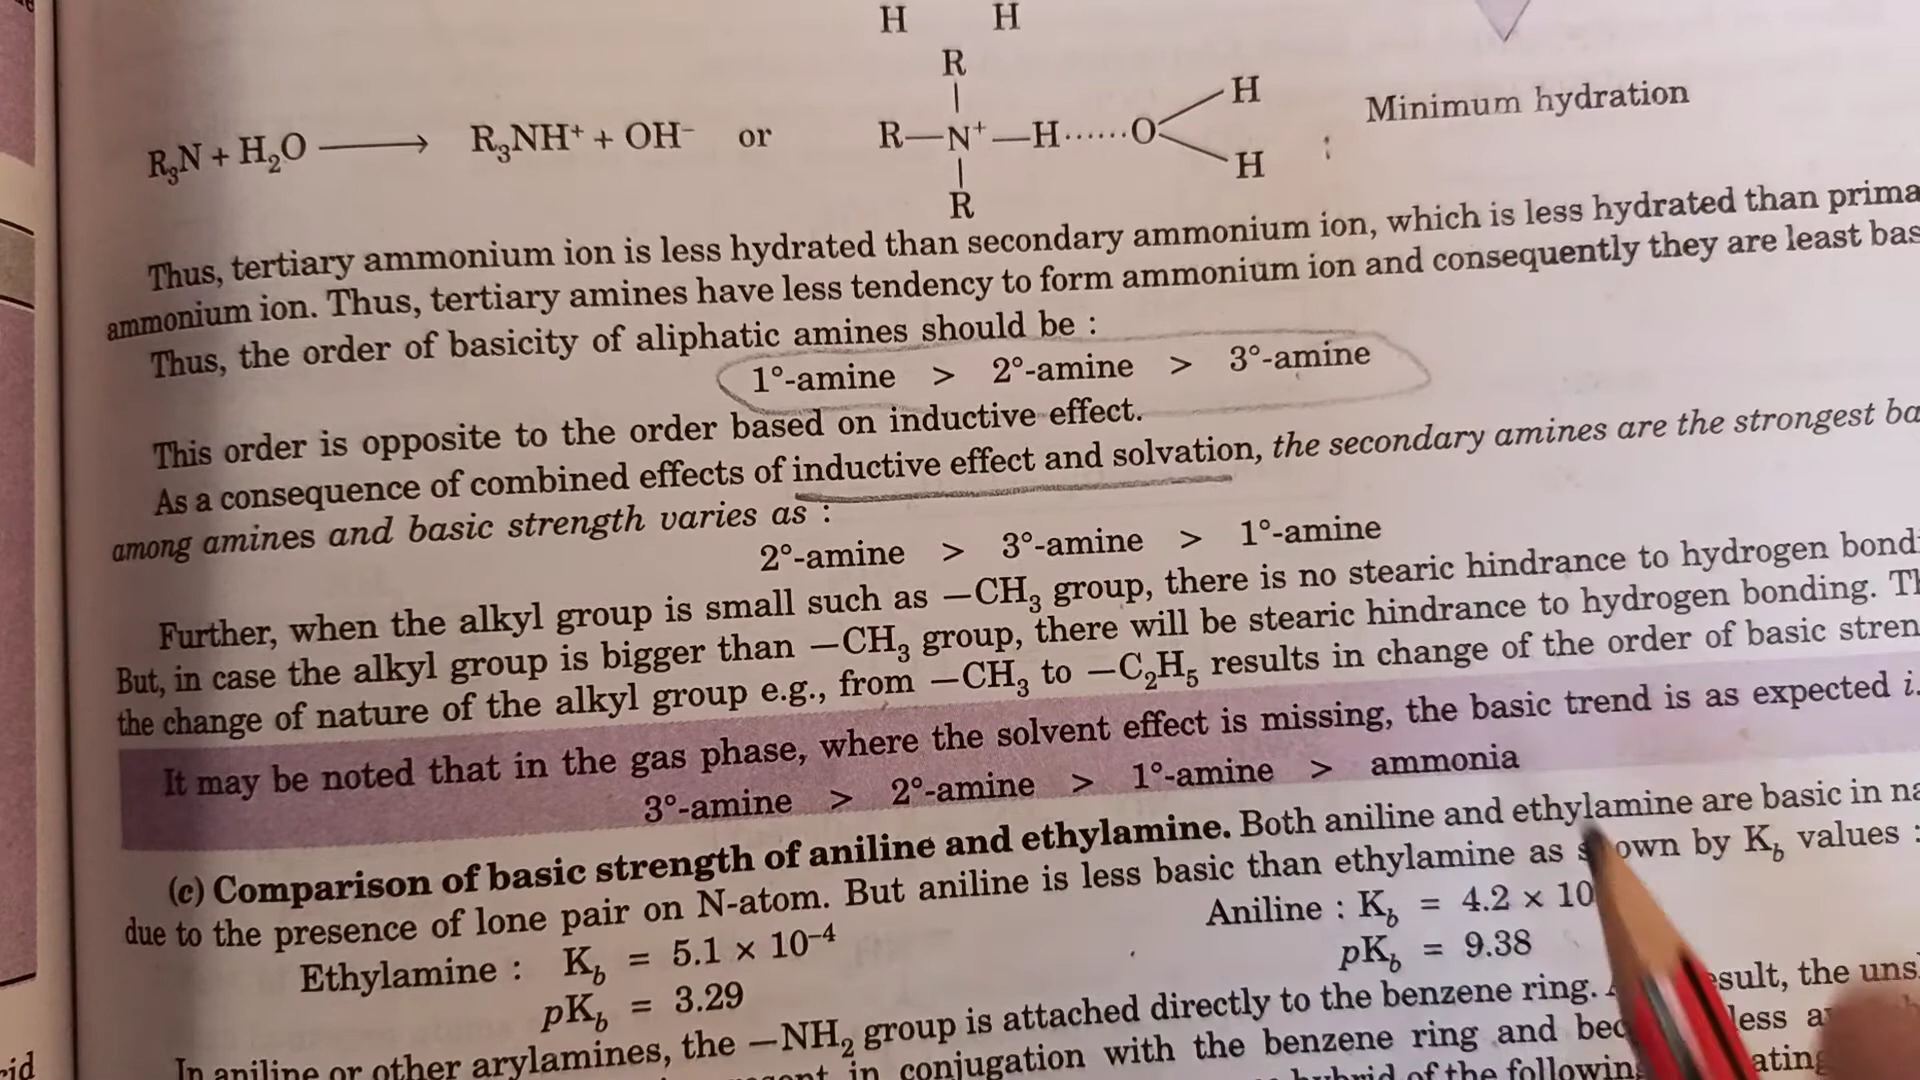 H H
R
H
R₃N + H₂O ⟶ R₃NH⁺ + OH⁻ or R—N⁺—H······O ; Minimum hydration
H
R
Thus, tertiary ammonium ion is less hydrated than secondary ammonium ion, which is less hydrated than prima
ammonium ion. Thus, tertiary amines have less tendency to form ammonium ion and consequently they are least bas
Thus, the order of basicity of aliphatic amines should be :
1°-amine > 2°-amine > 3°-amine
This order is opposite to the order based on inductive effect.
As a consequence of combined effects of inductive effect and solvation, the secondary amines are the strongest ba
among amines and basic strength varies as :
2°-amine > 3°-amine > 1°-amine
Further, when the alkyl group is small such as —CH₃ group, there is no stearic hindrance to hydrogen bond
But, in case the alkyl group is bigger than —CH₃ group, there will be stearic hindrance to hydrogen bonding. Th
the change of nature of the alkyl group e.g., from —CH₃ to —C₂H₅ results in change of the order of basic stren
It may be noted that in the gas phase, where the solvent effect is missing, the basic trend is as expected i.
3°-amine > 2°-amine > 1°-amine > ammonia
(c) Comparison of basic strength of aniline and ethylamine. Both aniline and ethylamine are basic in na
due to the presence of lone pair on N-atom. But aniline is less basic than ethylamine as s own by K_b values :
Ethylamine : K_b = 5.1 × 10⁻⁴ Aniline : K_b = 4.2 × 10
pK_b = 3.29 pK_b = 9.38
In aniline or other arylamines, the —NH₂ group is attached directly to the benzene ring. esult, the uns
in conjugation with the benzene ring and bec less a
hybrid of the following ating